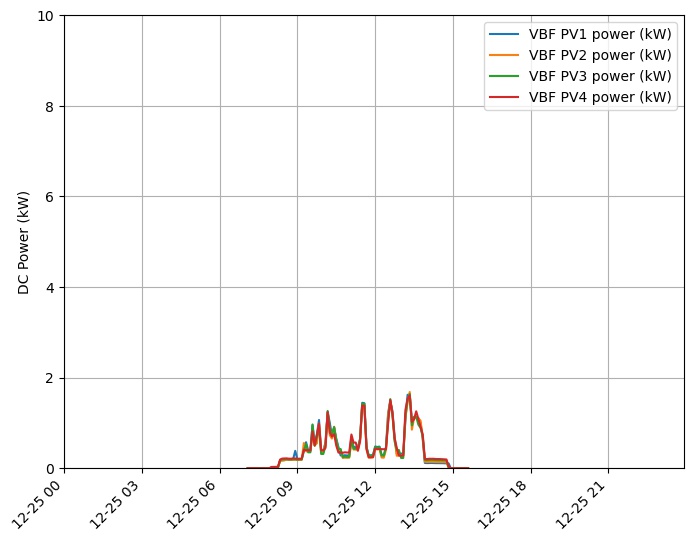 10
8
6
4
2
0
DC Power (kW)
VBF PV1 power (kW)
VBF PV2 power (kW)
VBF PV3 power (kW)
VBF PV4 power (kW)
12-25 00
12-25 03
12-25 06
12-25 09
12-25 12
12-25 15
12-25 18
12-25 21